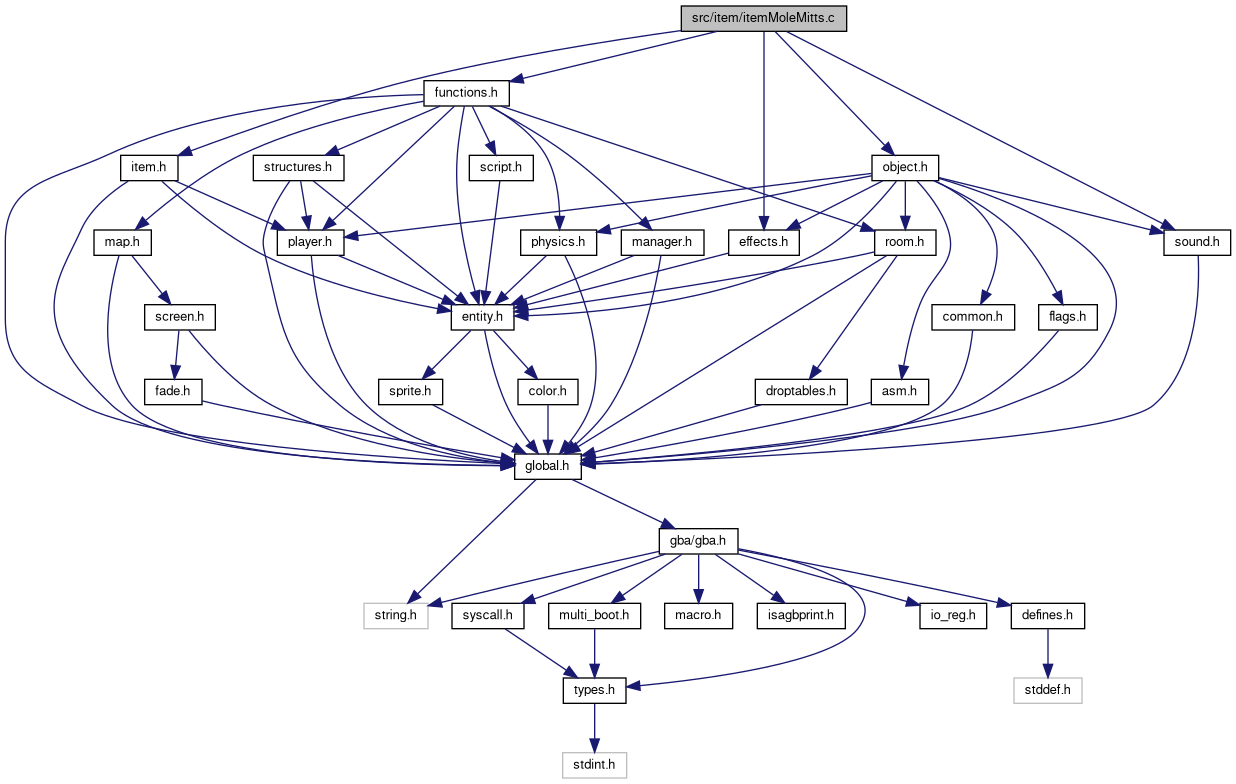 src/item/itemMoleMitts.c
functions.h
item.h
structures.h
script.h
object.h
map.h
player.h
physics.h
manager.h
effects.h
room.h
sound.h
screen.h
entity.h
common.h
flags.h
fade.h
sprite.h
color.h
droptables.h
asm.h
global.h
gba/gba.h
string.h
syscall.h
multi_boot.h
macro.h
isagbprint.h
io_reg.h
defines.h
types.h
stddef.h
stdint.h